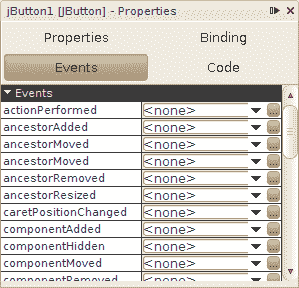 jButton1 [JButton] - Properties
Properties Binding
Events Code
Events
actionPerformed <none> ...
ancestorAdded <none> ...
ancestorMoved <none> ...
ancestorMoved <none> ...
ancestorRemoved <none> ...
ancestorResized <none> ...
caretPositionChanged <none> ...
componentAdded <none> ...
componentHidden <none> ...
componentMoved <none> ...
componentRemoved <none> ...